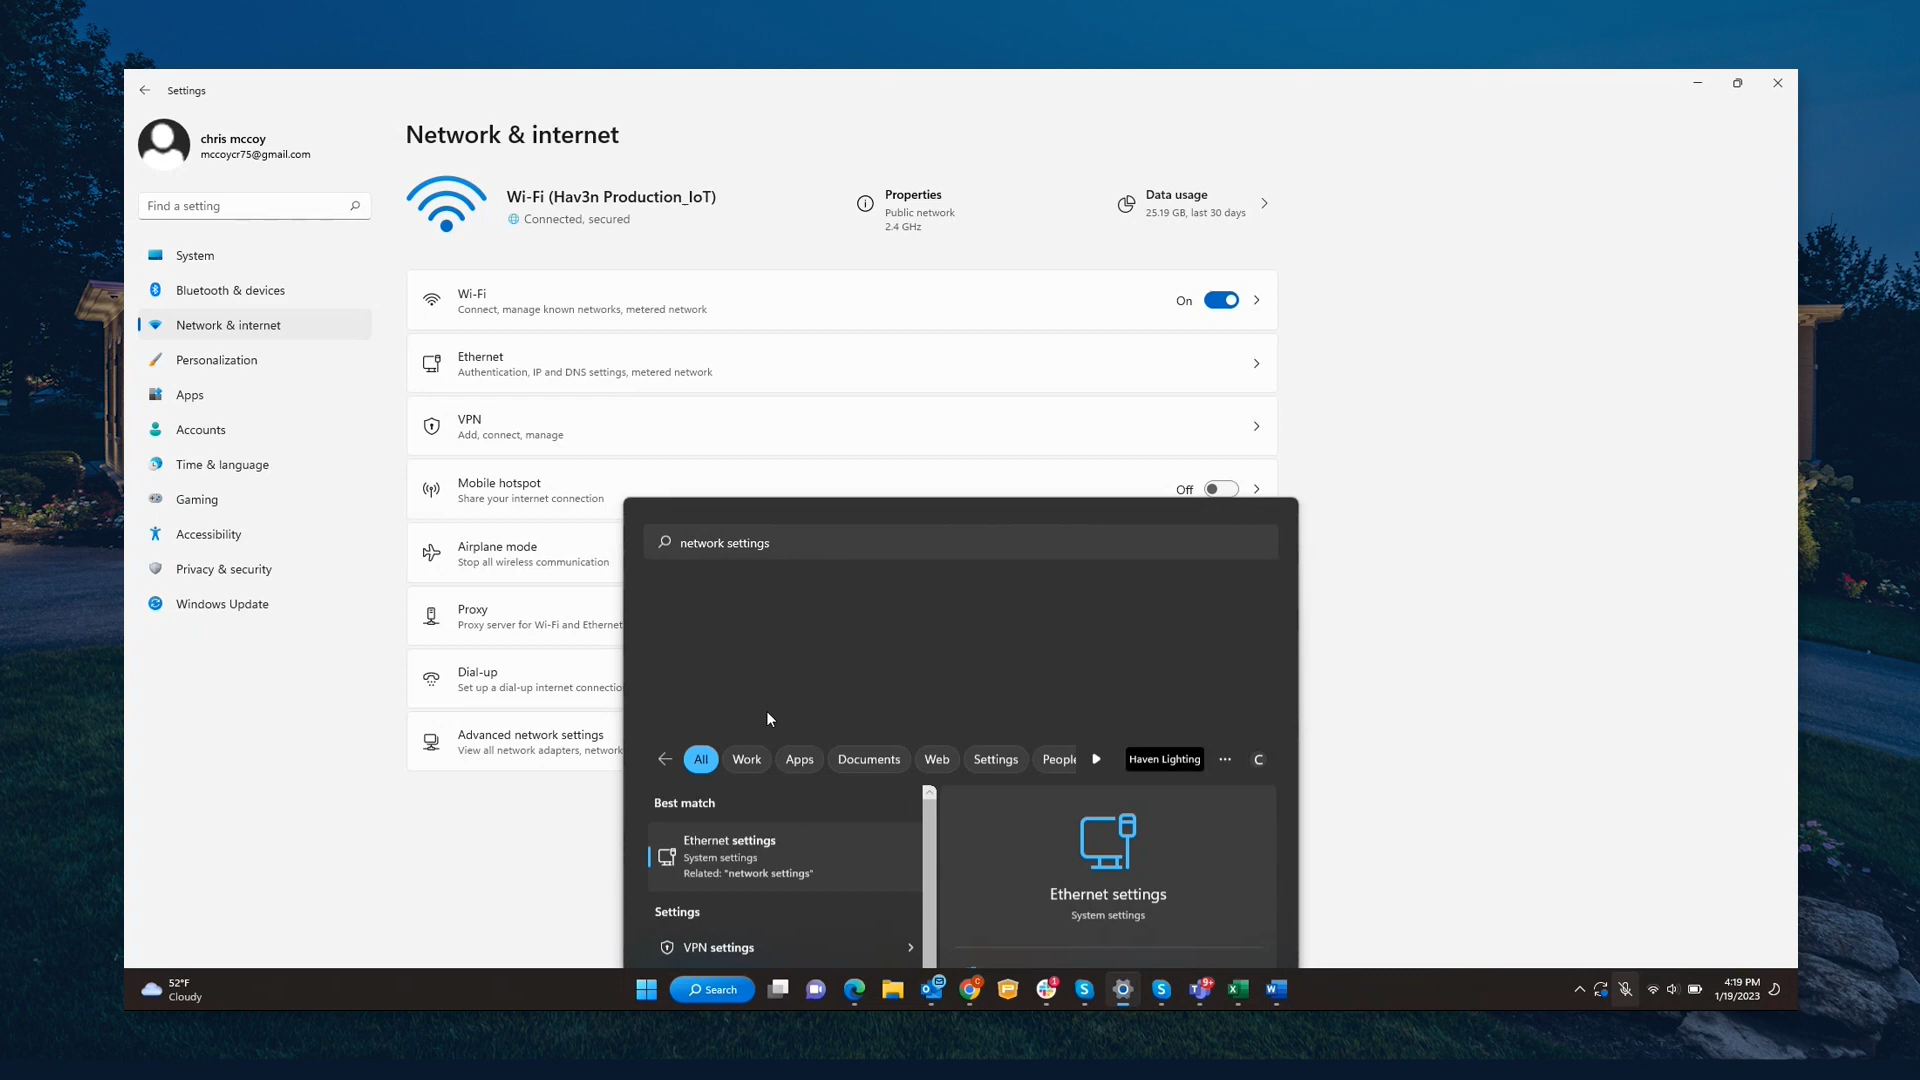 Settings
chris mccoy
mccoycr75@gmail.com
Find a setting
System
Bluetooth & devices
Network & internet
Personalization
Apps
Accounts
Time & language
Gaming
Accessibility
Privacy & security
Windows Update
Network & internet
Wi-Fi (Hav3n Production_IoT)
Connected, secured
Properties
Public network
2.4 GHz
Data usage
25.19 GB, last 30 days
Wi-Fi
Connect, manage known networks, metered network
On
Ethernet
Authentication, IP and DNS settings, metered network
VPN
Add, connect, manage
Mobile hotspot
Share your internet connection
Off
Airplane mode
Stop all wireless communication
Proxy
Proxy server for Wi-Fi and Ethernet
Dial-up
Set up a dial-up internet connectio
Advanced network settings
View all network adapters, network
network settings
All Work Apps Documents Web Settings People
Haven Lighting
C
Best match
Ethernet settings
System settings
Related: "network settings"
Settings
VPN settings
Ethernet settings
System settings
52°F
Cloudy
Search
C
1
9+
4:19 PM
1/19/2023